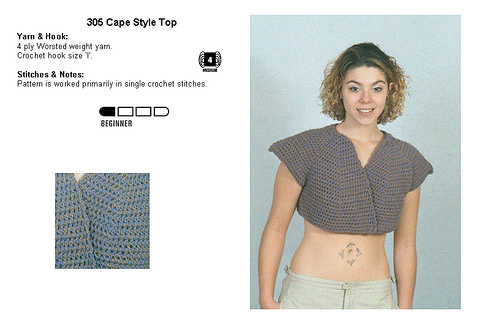 305 Cape Style Top
Yarn & Hook:
4 ply Worsted weight yarn.
Crochet hook size 'I'.
4
MEDIUM
Stitches & Notes:
Pattern is worked primarily in single crochet stitches.
BEGINNER